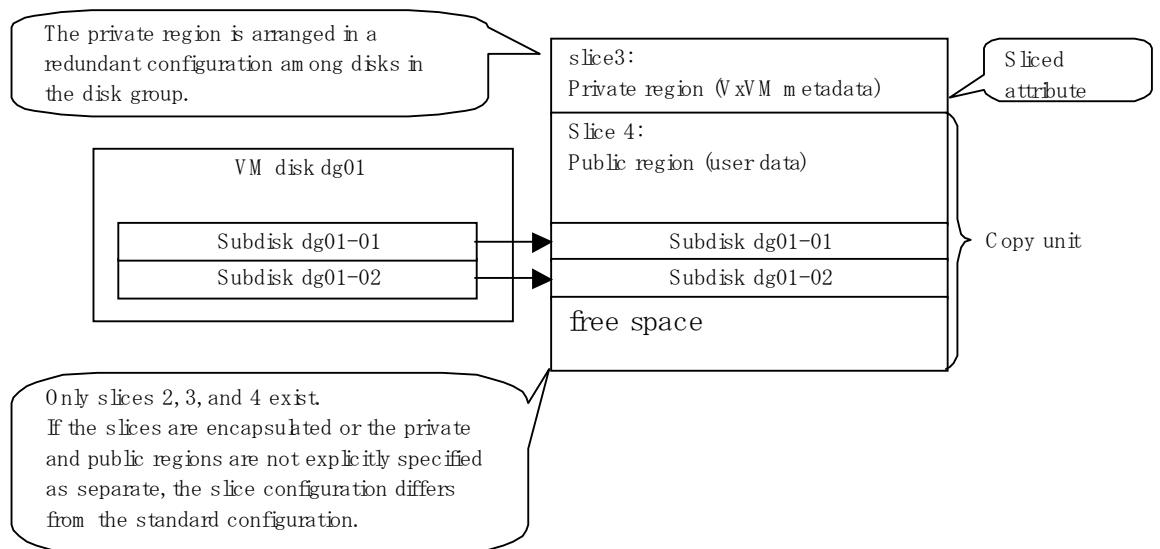 The private region is arranged in a
redundant configuration among disks in
the disk group.
slice3:
Private region (VxVM metadata)
Sliced
attribute
Slice 4:
Public region (user data)
VM disk dg01
Subdisk dg01-01
Subdisk dg01-02
Subdisk dg01-01
Subdisk dg01-02
free space
Copy unit
Only slices 2, 3, and 4 exist.
If the slices are encapsulated or the private
and public regions are not explicitly specified
as separate, the slice configuration differs
from the standard configuration.